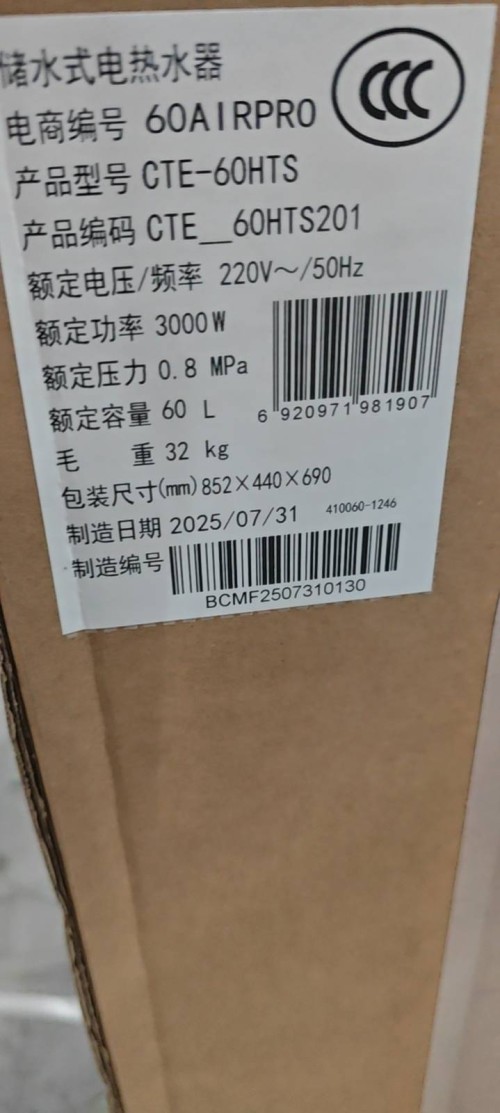 储水式电热水器
CCC
电商编号 60AIRPRO
产品型号 CTE-60HTS
产品编码 CTE__60HTS201
额定电压/频率 220V～/50Hz
额定功率 3000W
额定压力 0.8 MPa
额定容量 60 L
6 920971 981907
毛 重 32 kg
包装尺寸(mm) 852×440×690
制造日期 2025/07/31
410060-1246
制造编号
BCMF2507310130